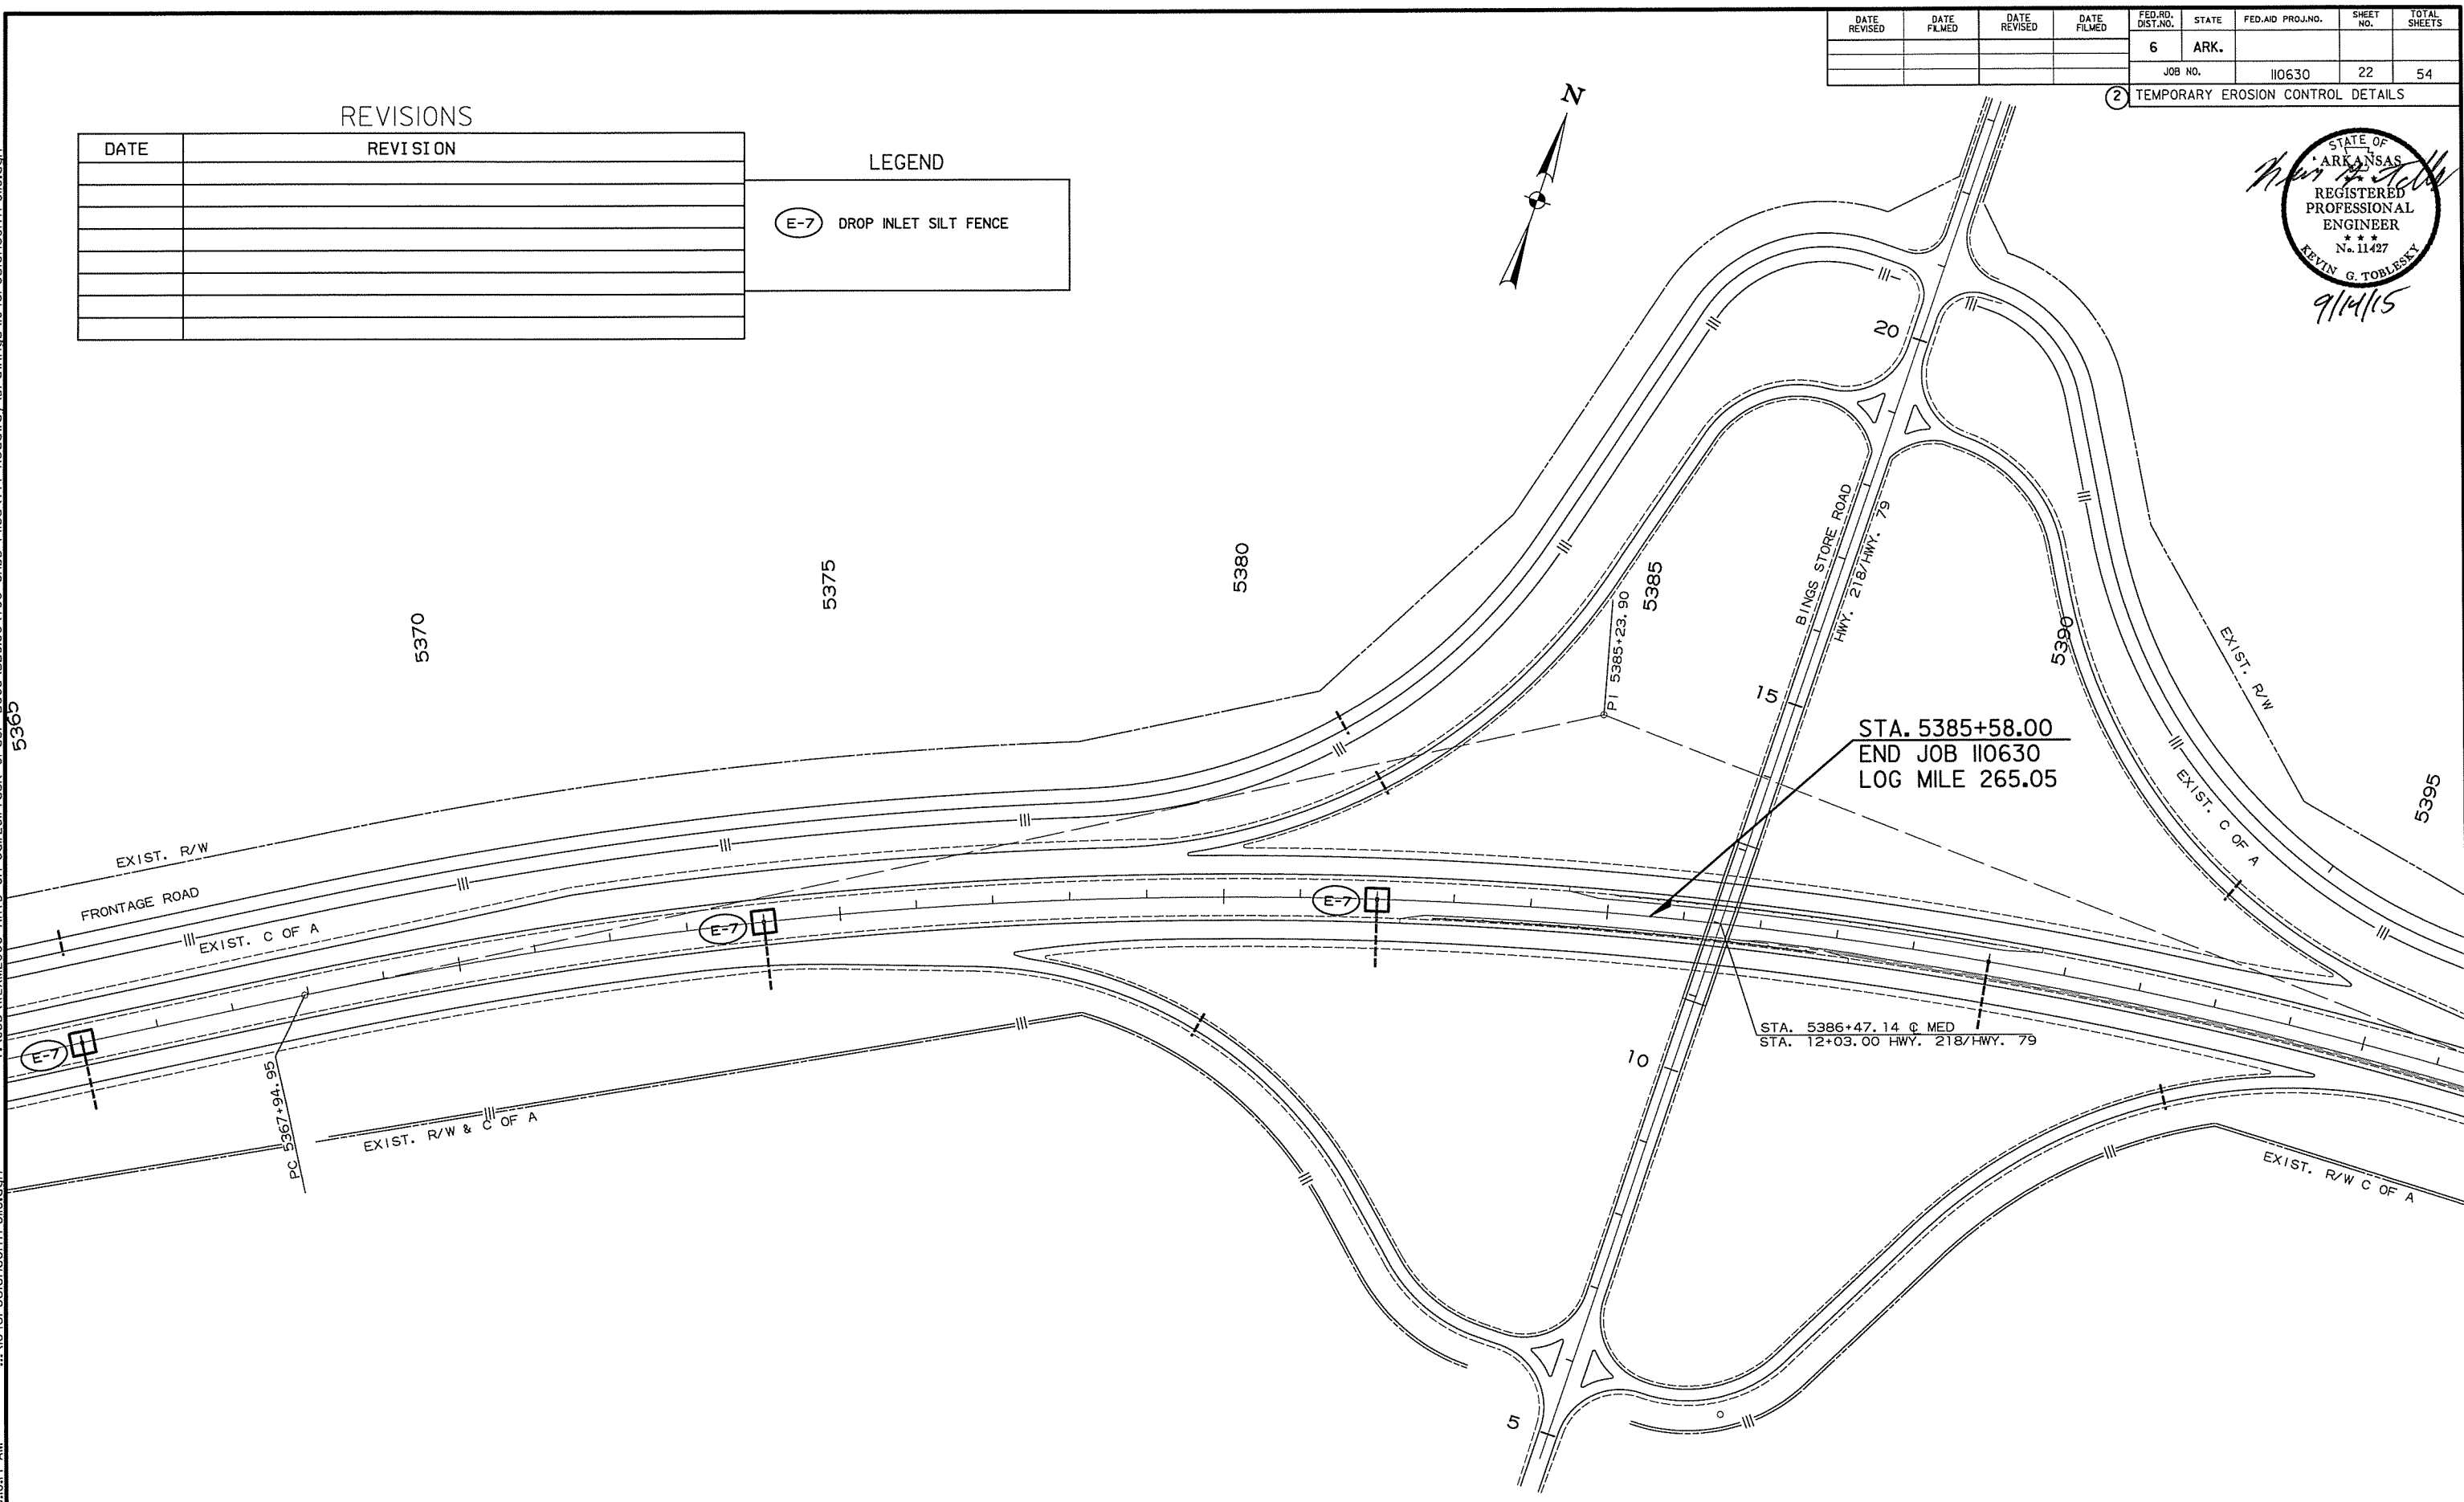 DATE REVISED
DATE FILMED
DATE REVISED
DATE FILMED
FED.RD. DIST.NO.
STATE
FED.AID PROJ.NO.
SHEET NO.
TOTAL SHEETS
6
ARK.
JOB NO.
110630
22
54
2 TEMPORARY EROSION CONTROL DETAILS
REVISIONS
DATE
REVISION
LEGEND
E-7 DROP INLET SILT FENCE
N
STATE OF
ARKANSAS
★ ★ ★
REGISTERED
PROFESSIONAL
ENGINEER
★ ★ ★
No. 11427
KEVIN G. TOBLESKY
9/14/15
20
BINGS STORE ROAD
HWY. 218/HWY. 79
5365
5370
5375
5380
5385
5390
5395
PI 5385+23.90
15
STA. 5385+58.00
END JOB 110630
LOG MILE 265.05
EXIST. R/W
EXIST. C OF A
EXIST. R/W
FRONTAGE ROAD
EXIST. C OF A
E-7
E-7
E-7
PC 5367+94.95
EXIST. R/W & C OF A
STA. 5386+47.14 ℄ MED
STA. 12+03.00 HWY. 218/HWY. 79
10
EXIST. R/W C OF A
5